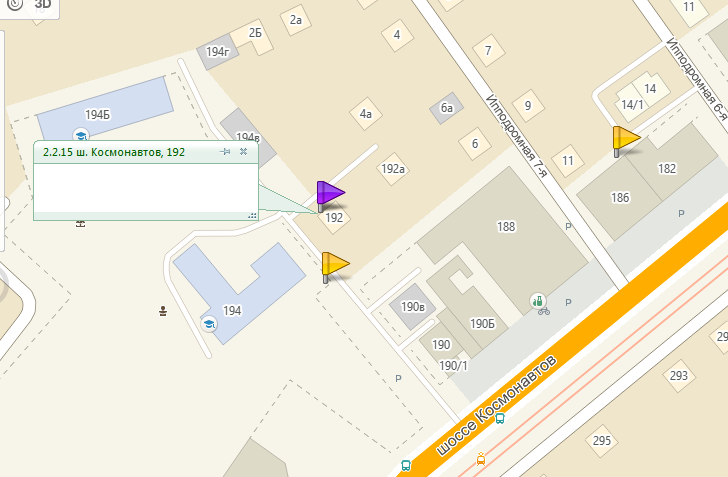 3D
2а
11
2Б
4
194г
7
Ипподромная 6-я
14
194Б
4а
6а
9
14/1
194в
6
2.2.15 ш. Космонавтов, 192
11
192а
182
186
192
P
188
P
194
190в
P
190Б
190
190/1
P
Ипподромная 7-я
шоссе Космонавтов
293
295